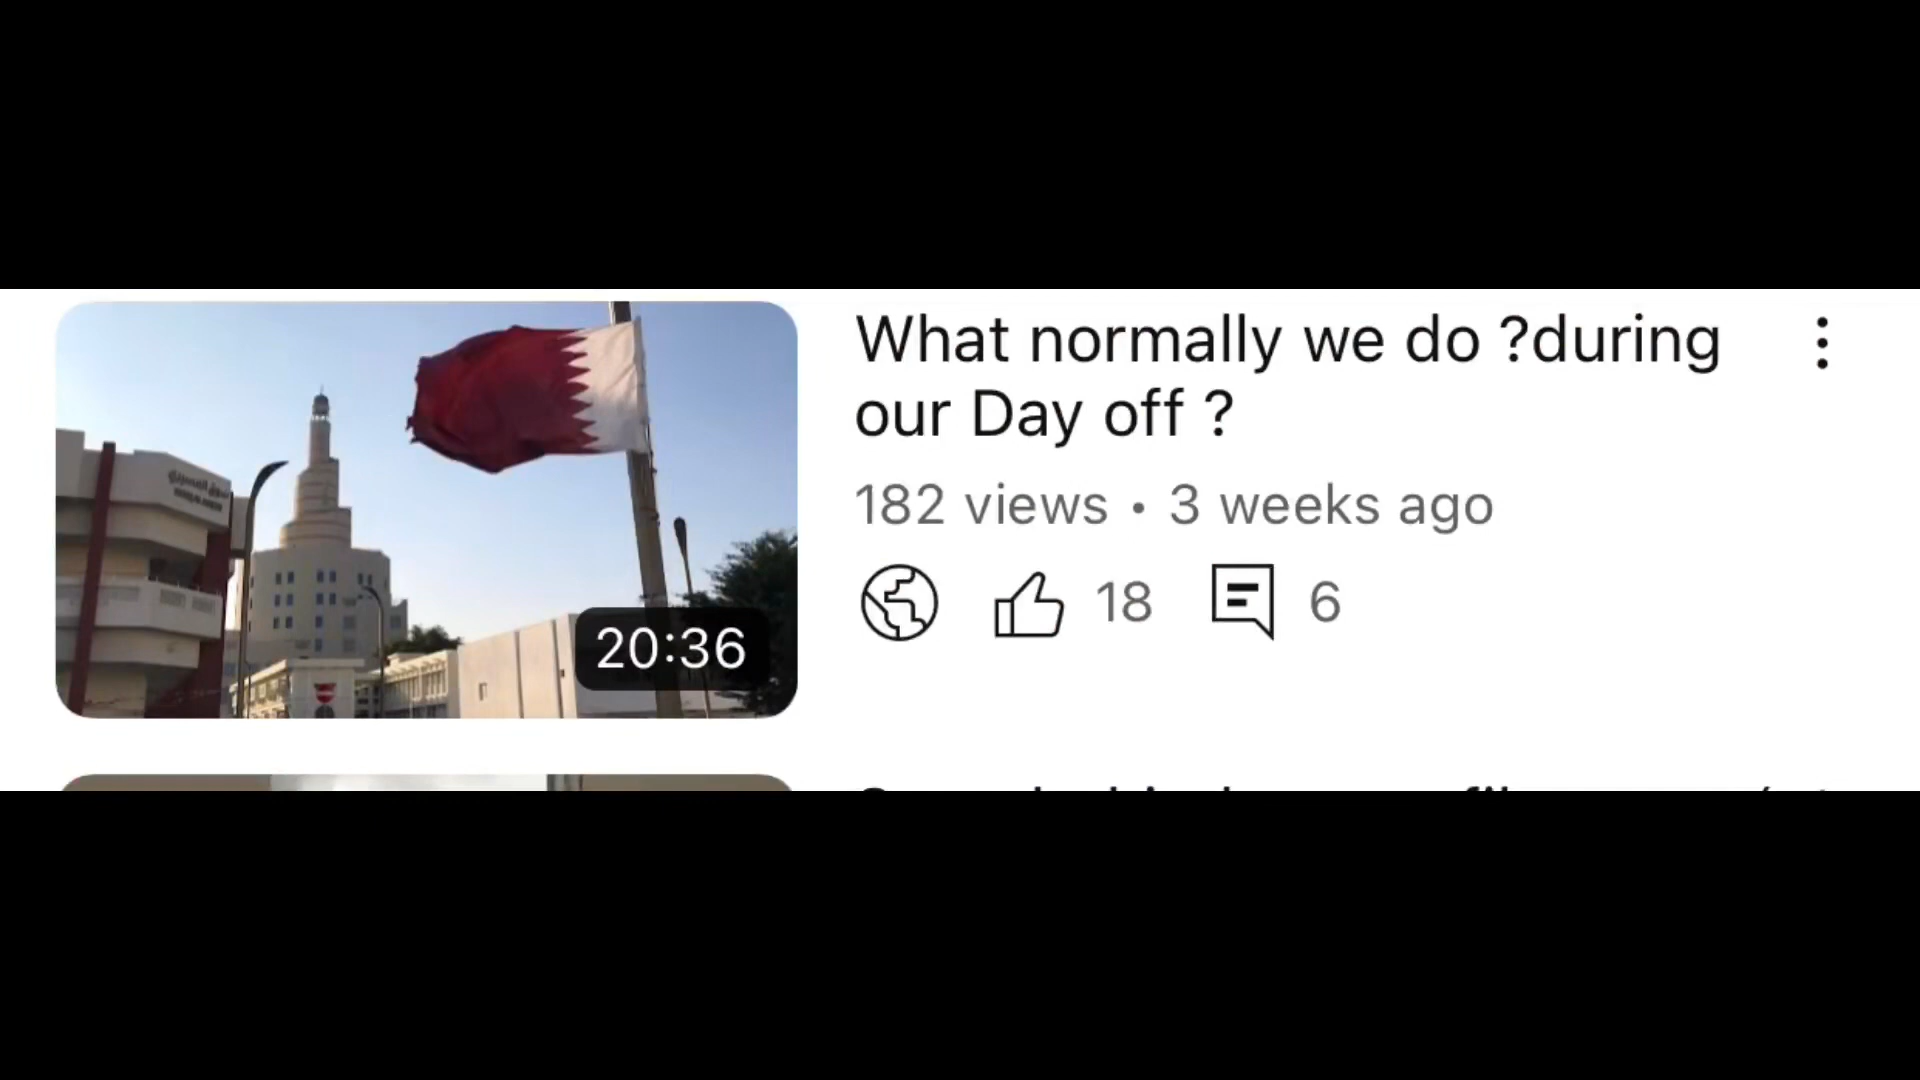 What normally we do ?during
our Day off ?
182 views • 3 weeks ago
18 6
20:36